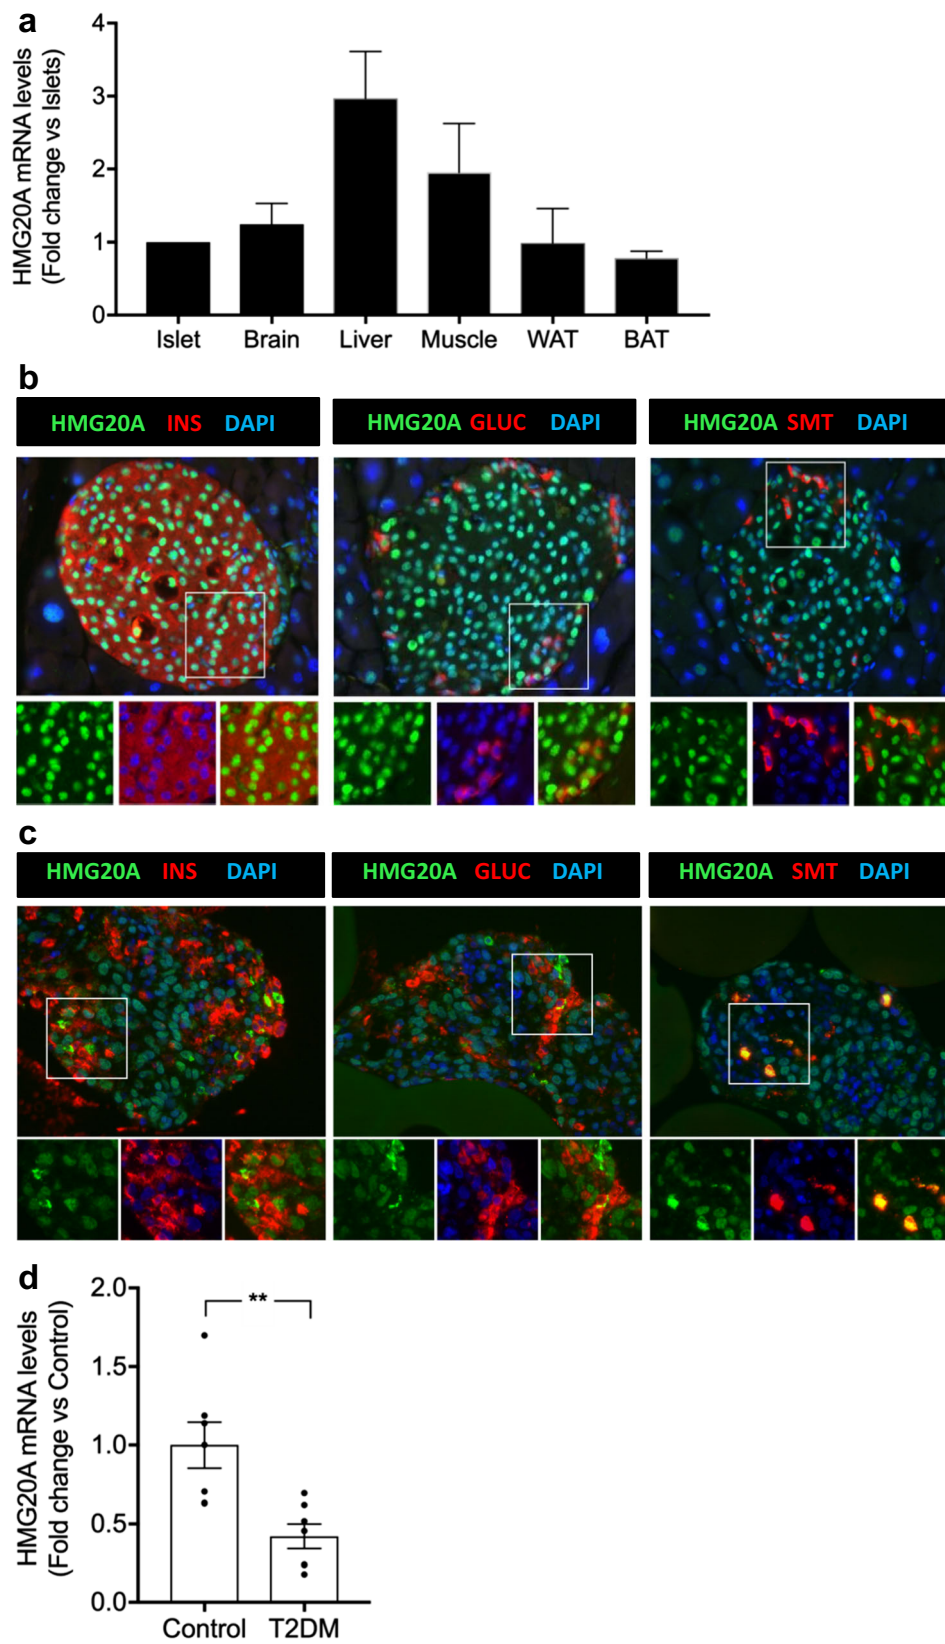 a
HMG20A mRNA levels
(Fold change vs Islets)
4
3
2
1
0
Islet Brain Liver Muscle WAT BAT
b
HMG20A INS DAPI
HMG20A GLUC DAPI
HMG20A SMT DAPI
c
HMG20A INS DAPI
HMG20A GLUC DAPI
HMG20A SMT DAPI
d
HMG20A mRNA levels
(Fold change vs Control)
2.0
1.5
1.0
0.5
0.0
**
Control T2DM